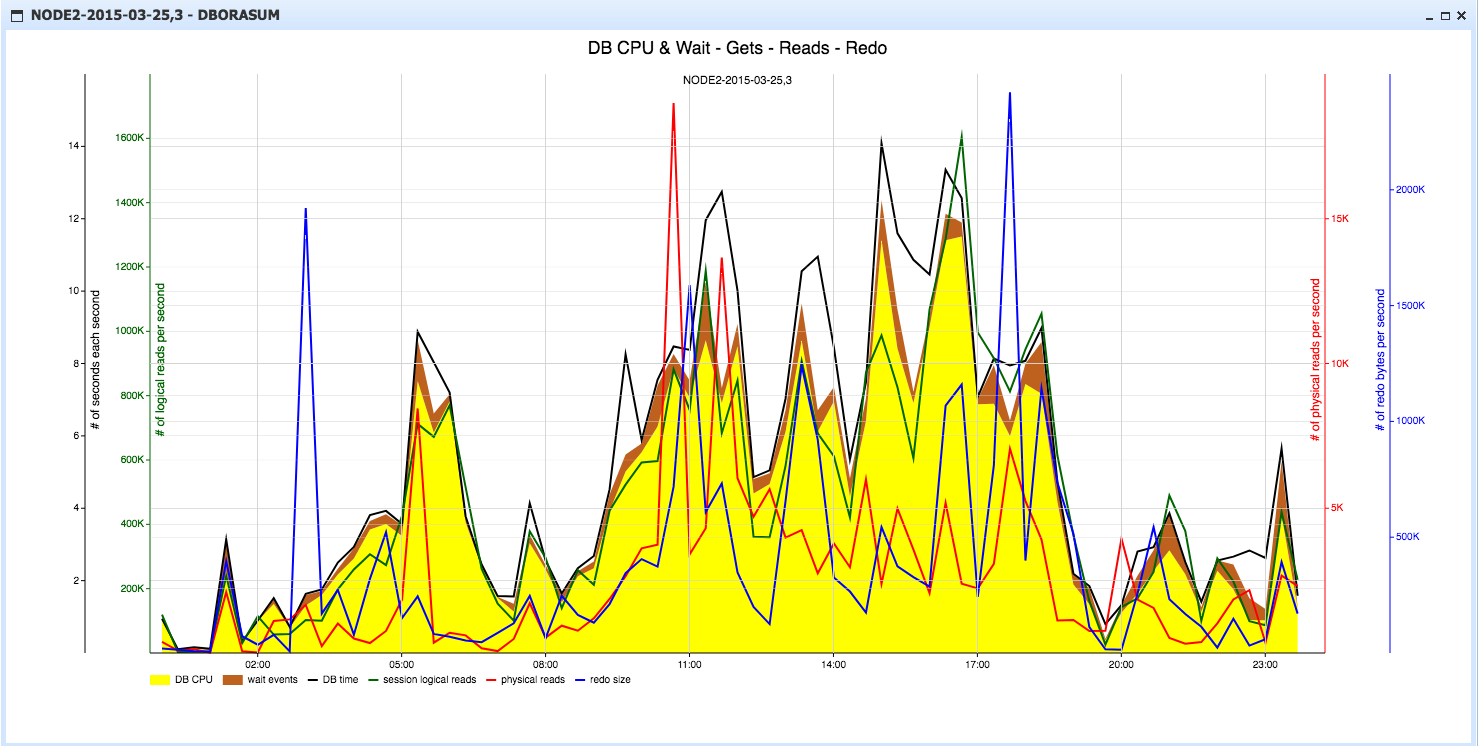 NODE2-2015-03-25,3 - DBORASUM
DB CPU & Wait - Gets - Reads - Redo
NODE2-2015-03-25,3
# of seconds each second
14
12
10
8
6
4
2
# of logical reads per second
1600K
1400K
1200K
1000K
800K
600K
400K
200K
# of physical reads per second
15K
10K
5K
# of redo bytes per second
2000K
1500K
1000K
500K
02:00 05:00 08:00 11:00 14:00 17:00 20:00 23:00
DB CPU wait events DB time session logical reads physical reads redo size